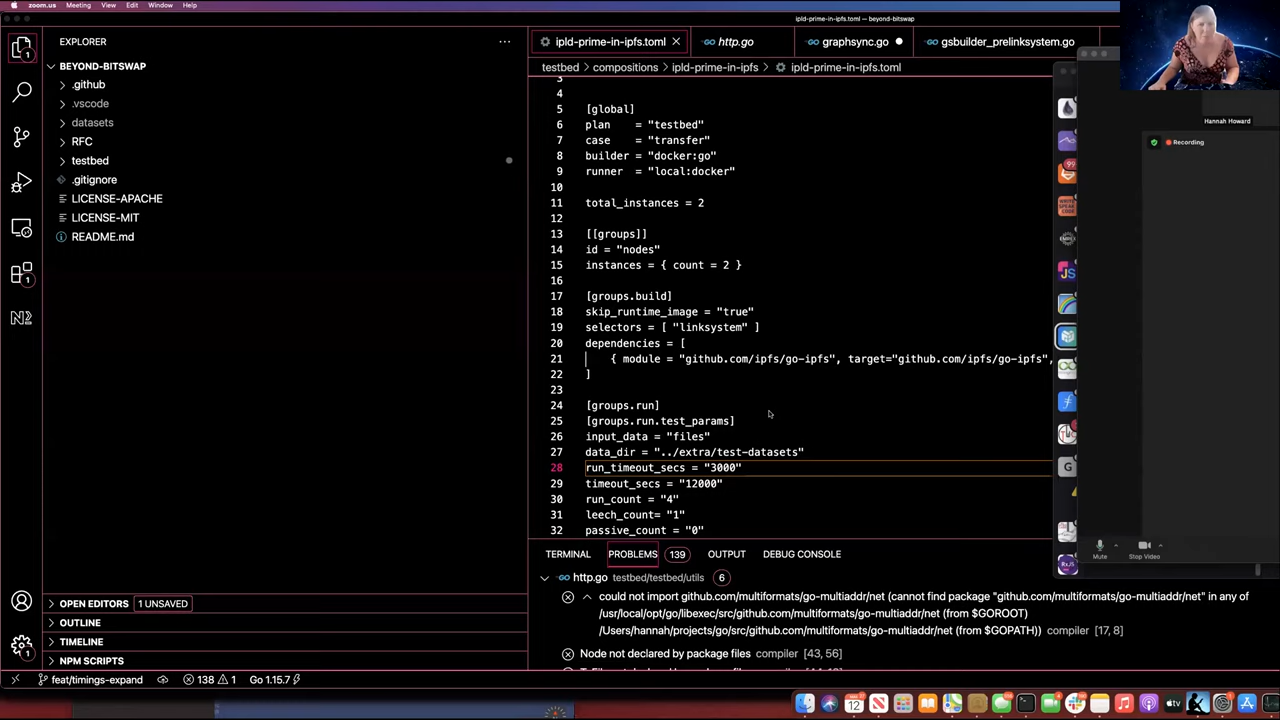 zoom.us Meeting View Edit Window Help
ipld-prime-in-ipfs.toml — beyond-bitswap
EXPLORER
ipld-prime-in-ipfs.toml
http.go
graphsync.go
gsbuilder_prelinksystem.go
testbed > compositions > ipld-prime-in-ipfs > ipld-prime-in-ipfs.toml
BEYOND-BITSWAP
.github
.vscode
datasets
RFC
testbed
.gitignore
LICENSE-APACHE
LICENSE-MIT
README.md
3
4
5 [global]
6 plan = "testbed"
7 case = "transfer"
8 builder = "docker:go"
9 runner = "local:docker"
10
11 total_instances = 2
12
13 [[groups]]
14 id = "nodes"
15 instances = { count = 2 }
16
17 [groups.build]
18 skip_runtime_image = "true"
19 selectors = [ "linksystem" ]
20 dependencies = [
21 { module = "github.com/ipfs/go-ipfs", target="github.com/ipfs/go-ipfs",
22 ]
23
24 [groups.run]
25 [groups.run.test_params]
26 input_data = "files"
27 data_dir = "../extra/test-datasets"
28 run_timeout_secs = "3000"
29 timeout_secs = "12000"
30 run_count = "4"
31 leech_count= "1"
32 passive_count = "0"
Hannah Howard
Recording
Mute
Stop Video
TERMINAL PROBLEMS 139 OUTPUT DEBUG CONSOLE
http.go testbed/testbed/utils 6
could not import github.com/multiformats/go-multiaddr/net (cannot find package "github.com/multiformats/go-multiaddr/net" in any of
/usr/local/opt/go/libexec/src/github.com/multiformats/go-multiaddr/net (from $GOROOT)
/Users/hannah/projects/go/src/github.com/multiformats/go-multiaddr/net (from $GOPATH)) compiler [17, 8]
Node not declared by package files compiler [43, 56]
OPEN EDITORS 1 UNSAVED
OUTLINE
TIMELINE
NPM SCRIPTS
feat/timings-expand 138 1 Go 1.15.7